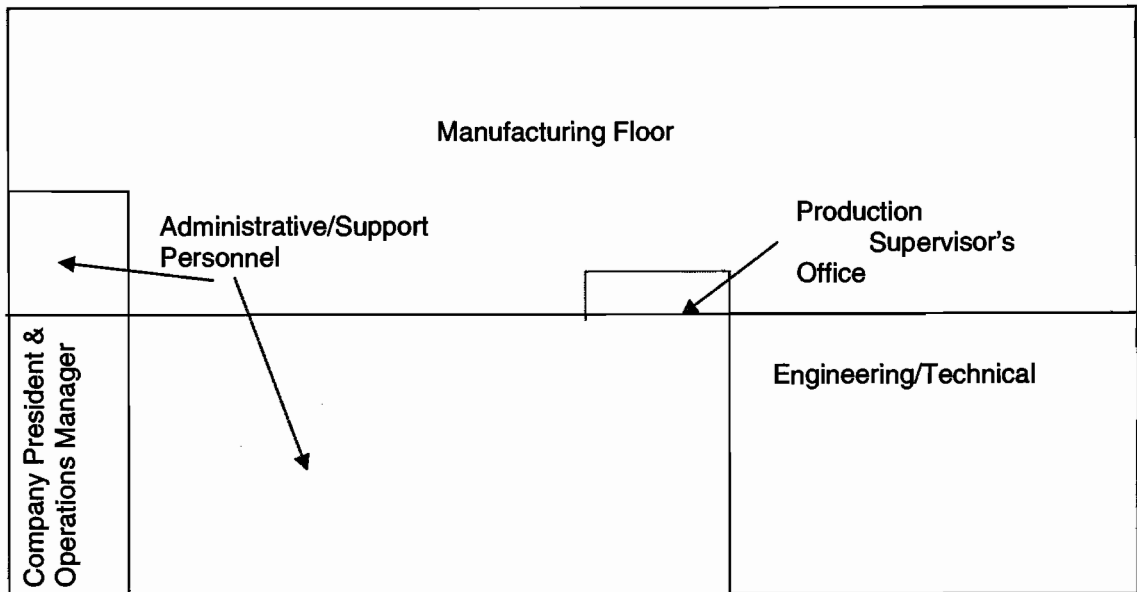 Manufacturing Floor
Administrative/Support
Personnel
Production
Supervisor's
Office
Company President &
Operations Manager
Engineering/Technical